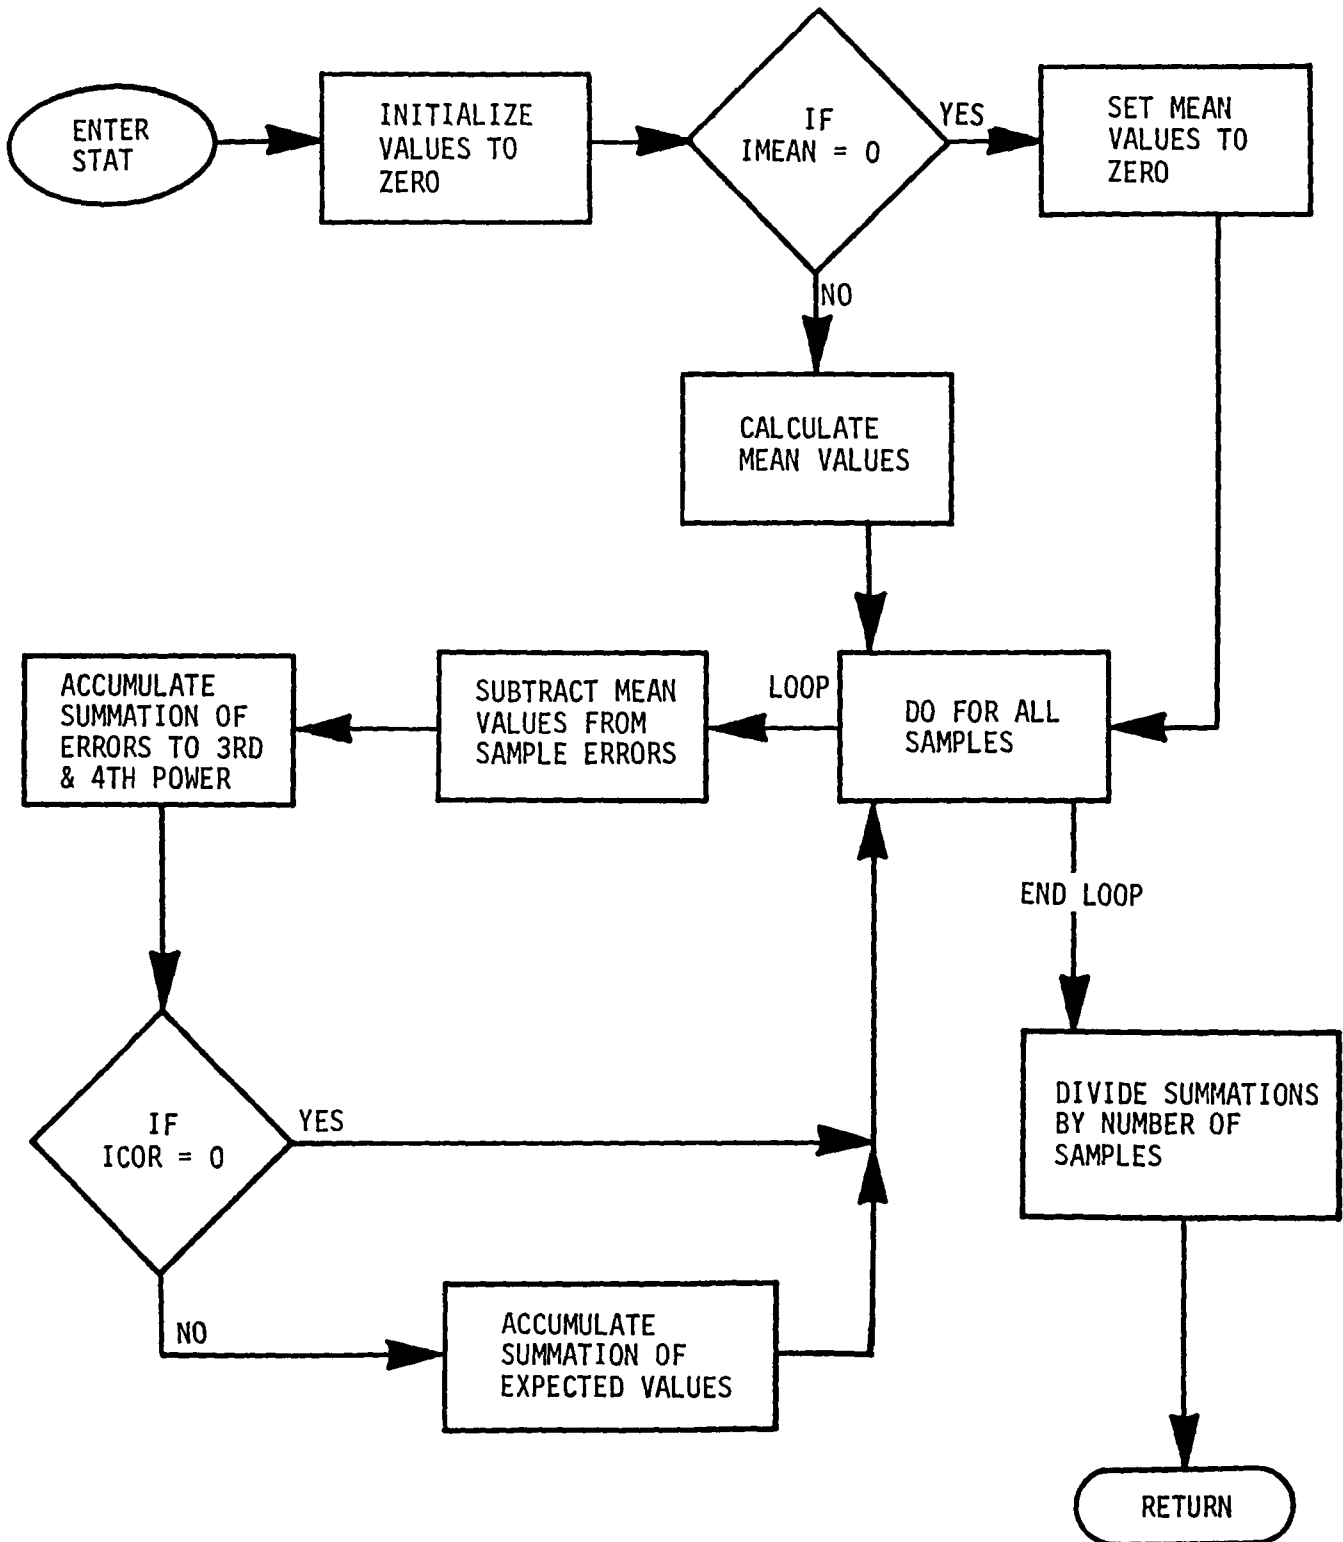 ENTER
STAT
INITIALIZE
VALUES TO
ZERO
IF
IMEAN = 0
YES
SET MEAN
VALUES TO
ZERO
NO
CALCULATE
MEAN VALUES
ACCUMULATE
SUMMATION OF
ERRORS TO 3RD
& 4TH POWER
SUBTRACT MEAN
VALUES FROM
SAMPLE ERRORS
LOOP
DO FOR ALL
SAMPLES
END LOOP
IF
ICOR = 0
YES
DIVIDE SUMMATIONS
BY NUMBER OF
SAMPLES
NO
ACCUMULATE
SUMMATION OF
EXPECTED VALUES
RETURN